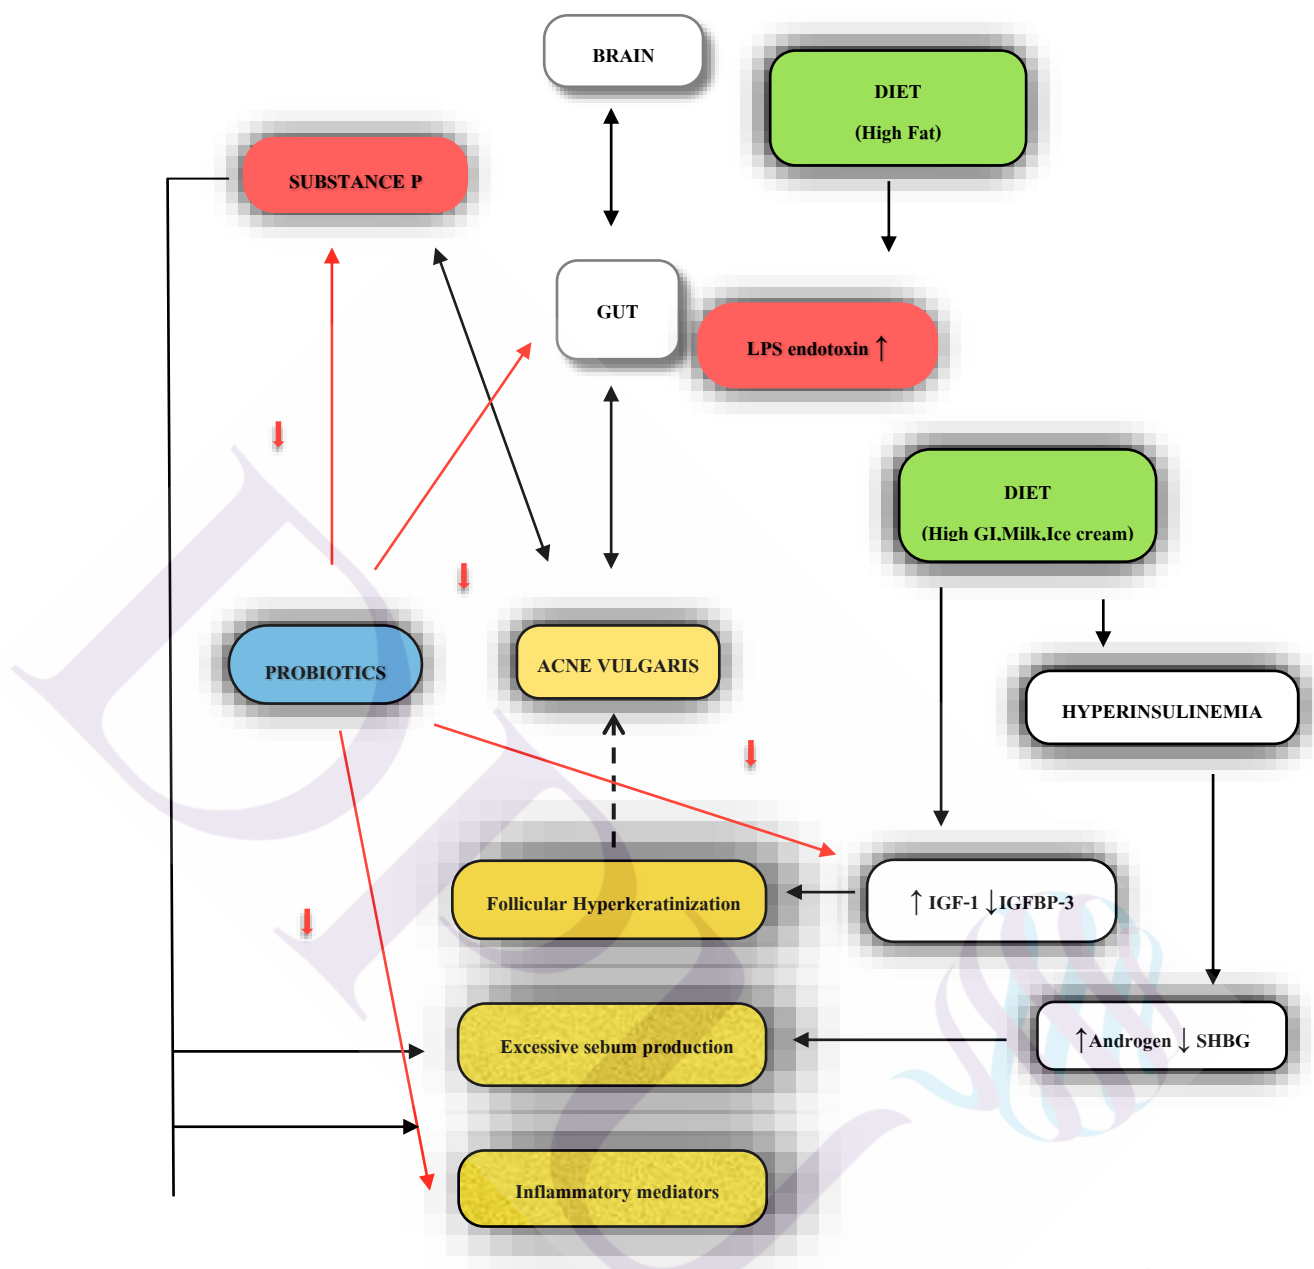 BRAIN
DIET
(High Fat)
SUBSTANCE P
GUT
LPS endotoxin ↑
DIET
(High GI,Milk,Ice cream)
PROBIOTICS
ACNE VULGARIS
HYPERINSULINEMIA
Follicular Hyperkeratinization
↑ IGF-1 ↓IGFBP-3
Excessive sebum production
↑Androgen ↓ SHBG
Inflammatory mediators